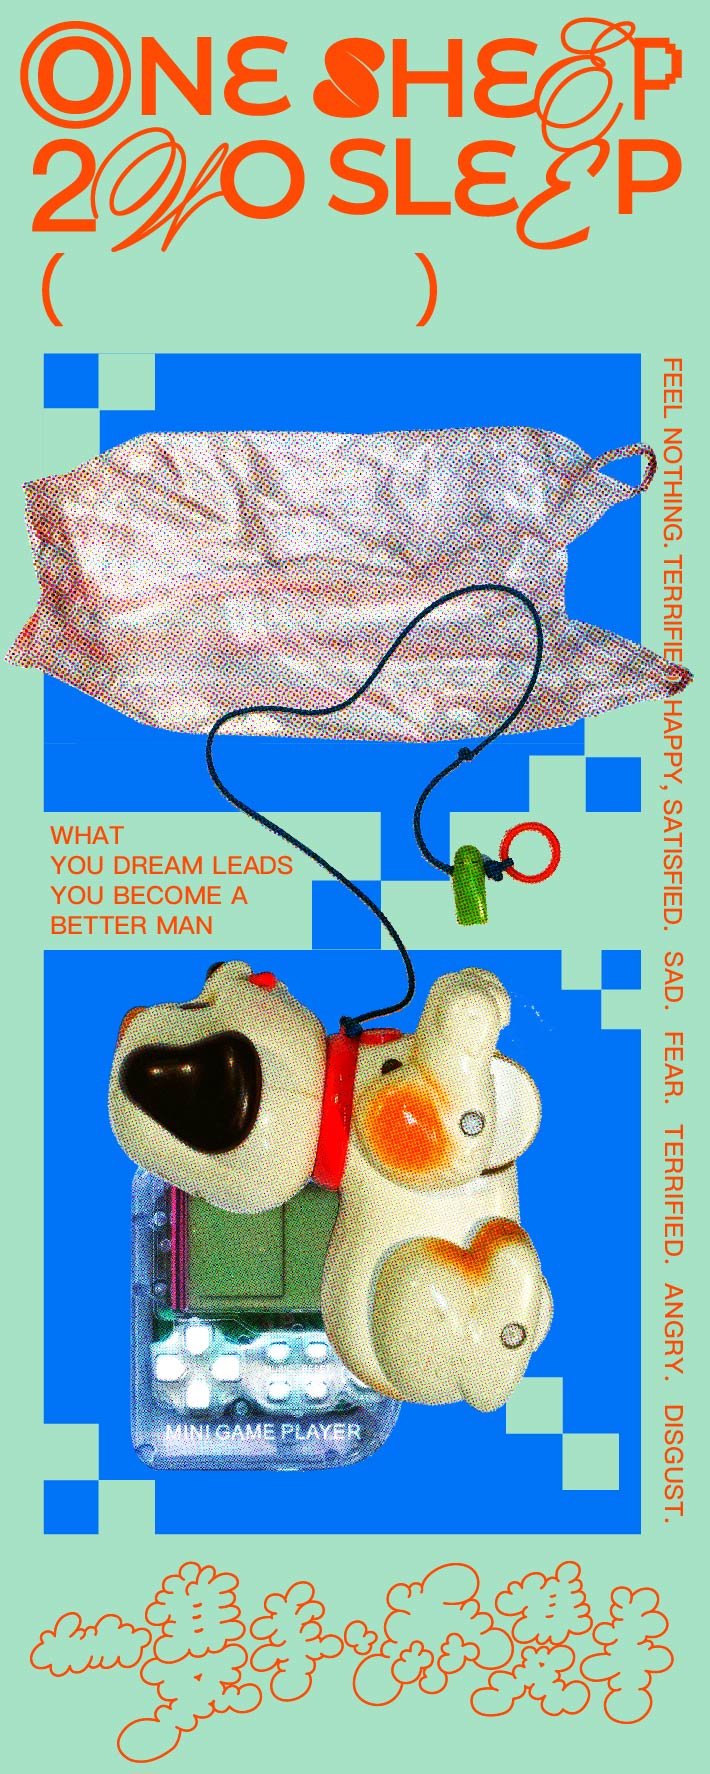 ONE SHEEP
2WO SLEEP
( )
FEEL NOTHING. TERRIFIED HAPPY, SATISFIED. SAD. FEAR. TERRIFIED. ANGRY. DISGUST.
WHAT
YOU DREAM LEADS
YOU BECOME A
BETTER MAN
MINI GAME PLAYER